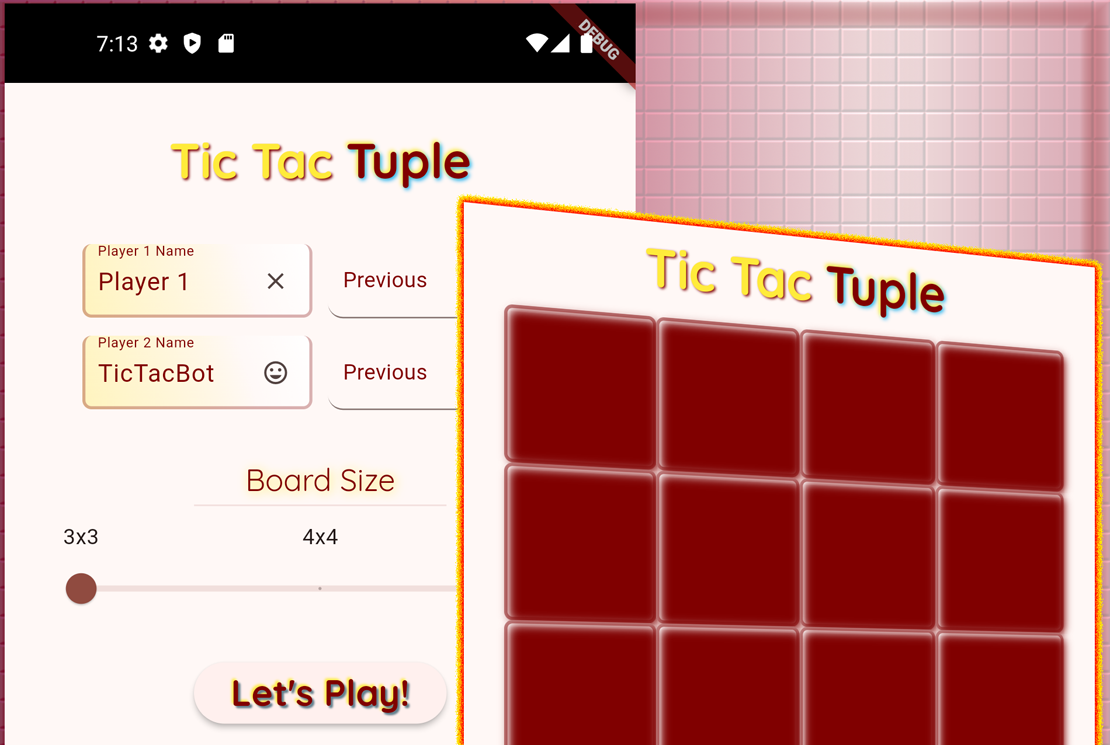 7:13
DEBUG
Tic Tac Tuple
Player 1 Name
Player 1
Previous
Player 2 Name
TicTacBot
Previous
Board Size
3x3 4x4
Let's Play!
Tic Tac Tuple